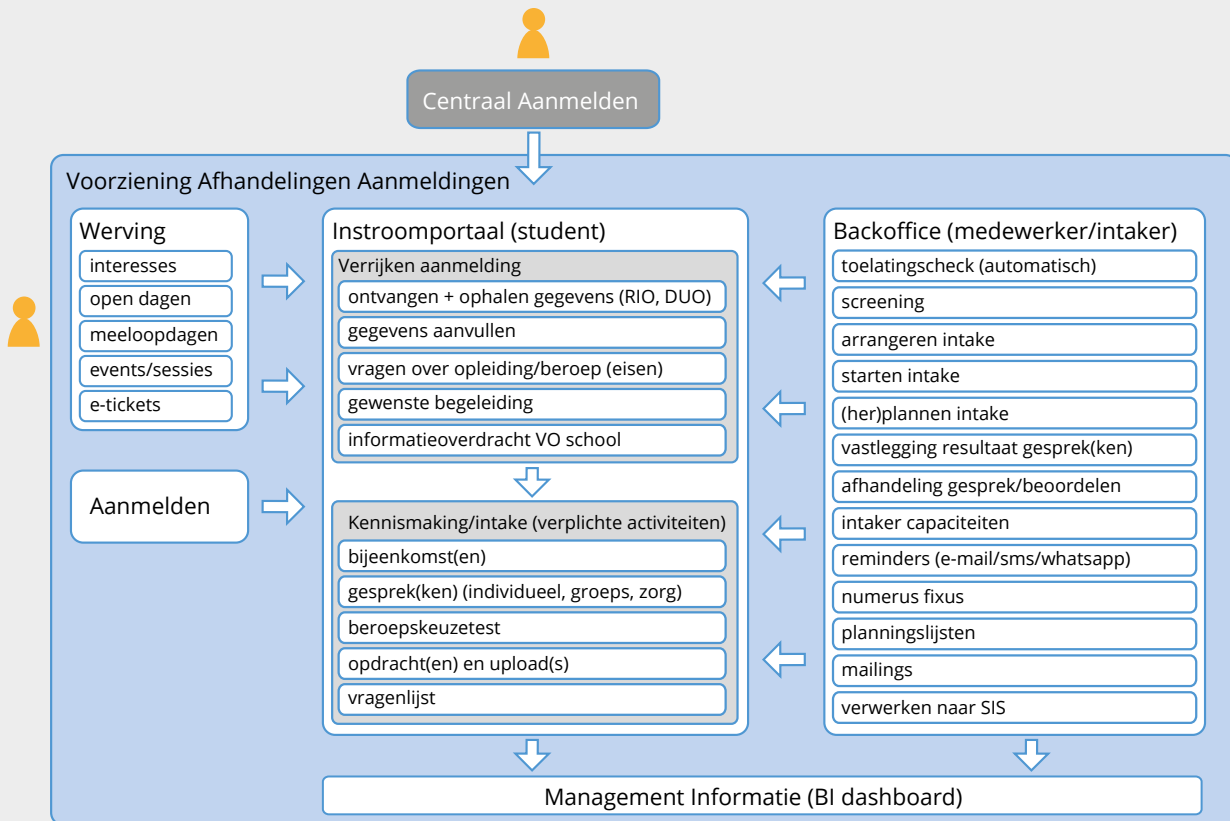 Centraal Aanmelden
Voorziening Afhandelingen Aanmeldingen
Werving
interesses
open dagen
meeloopdagen
events/sessies
e-tickets
Aanmelden
Instroomportaal (student)
Verrijken aanmelding
ontvangen + ophalen gegevens (RIO, DUO)
gegevens aanvullen
vragen over opleiding/beroep (eisen)
gewenste begeleiding
informatieoverdracht VO school
Kennismaking/intake (verplichte activiteiten)
bijeenkomst(en)
gesprek(ken) (individueel, groeps, zorg)
beroepskeuzetest
opdracht(en) en upload(s)
vragenlijst
Backoffice (medewerker/intaker)
toelatingscheck (automatisch)
screening
arrangeren intake
starten intake
(her)plannen intake
vastlegging resultaat gesprek(ken)
afhandeling gesprek/beoordelen
intaker capaciteiten
reminders (e-mail/sms/whatsapp)
numerus fixus
planningslijsten
mailings
verwerken naar SIS
Management Informatie (BI dashboard)